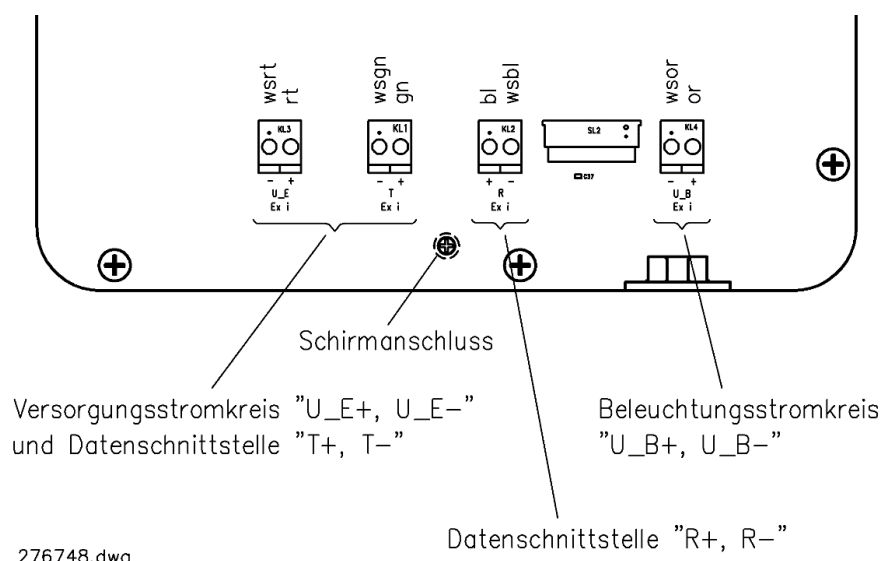 wsrt
rt
wsgn
gn
bl
wsbl
wsor
or
KL3
KL1
KL2
SL2
KL4
C37
- +
U_E
Ex i
- +
T
Ex i
+ -
R
Ex i
- +
U_B
Ex i
Schirmanschluss
Versorgungsstromkreis "U_E+, U_E-"
und Datenschnittstelle "T+, T-"
Beleuchtungsstromkreis
"U_B+, U_B-"
Datenschnittstelle "R+, R-"
276748.dwg